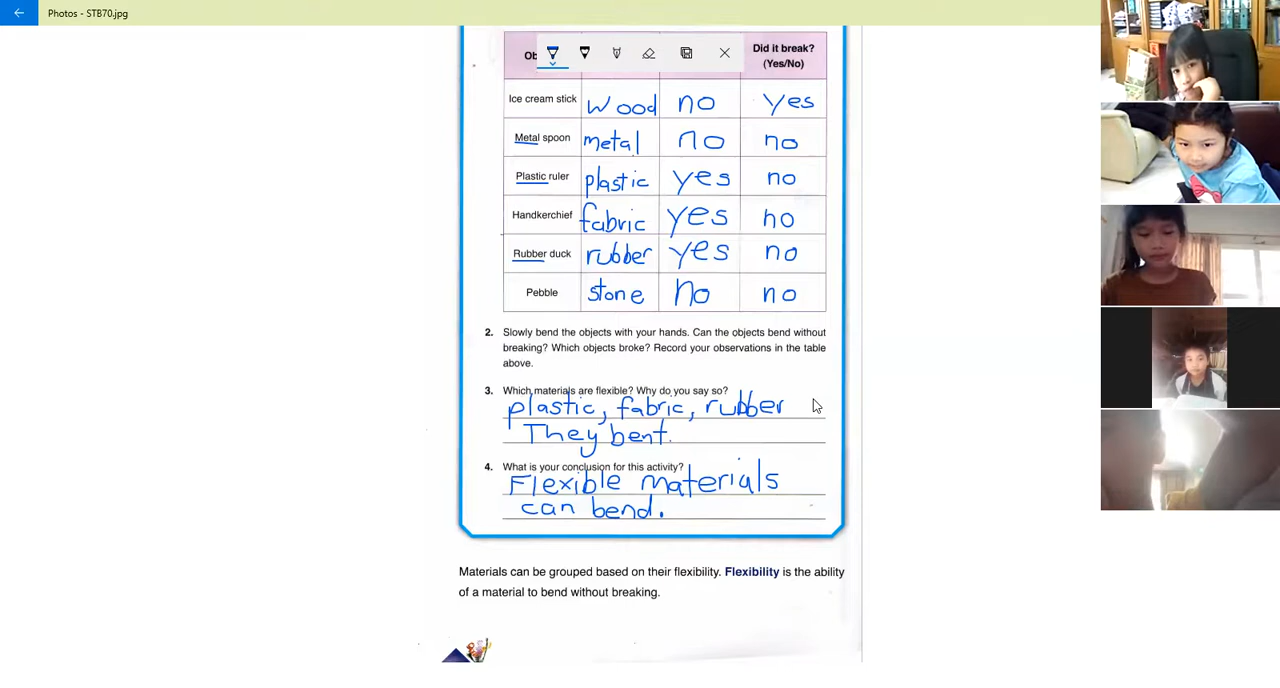 Photos - STB70.jpg
Ob Did it break?
(Yes/No)
Ice cream stick wood no yes
Metal spoon metal no no
Plastic ruler plastic yes no
Handkerchief fabric yes no
Rubber duck rubber yes no
Pebble stone no no
2. Slowly bend the objects with your hands. Can the objects bend without
breaking? Which objects broke? Record your observations in the table
above.
3. Which materials are flexible? Why do you say so?
plastic, fabric, rubber
They bent.
4. What is your conclusion for this activity?
Flexible materials
can bend.
Materials can be grouped based on their flexibility. Flexibility is the ability
of a material to bend without breaking.